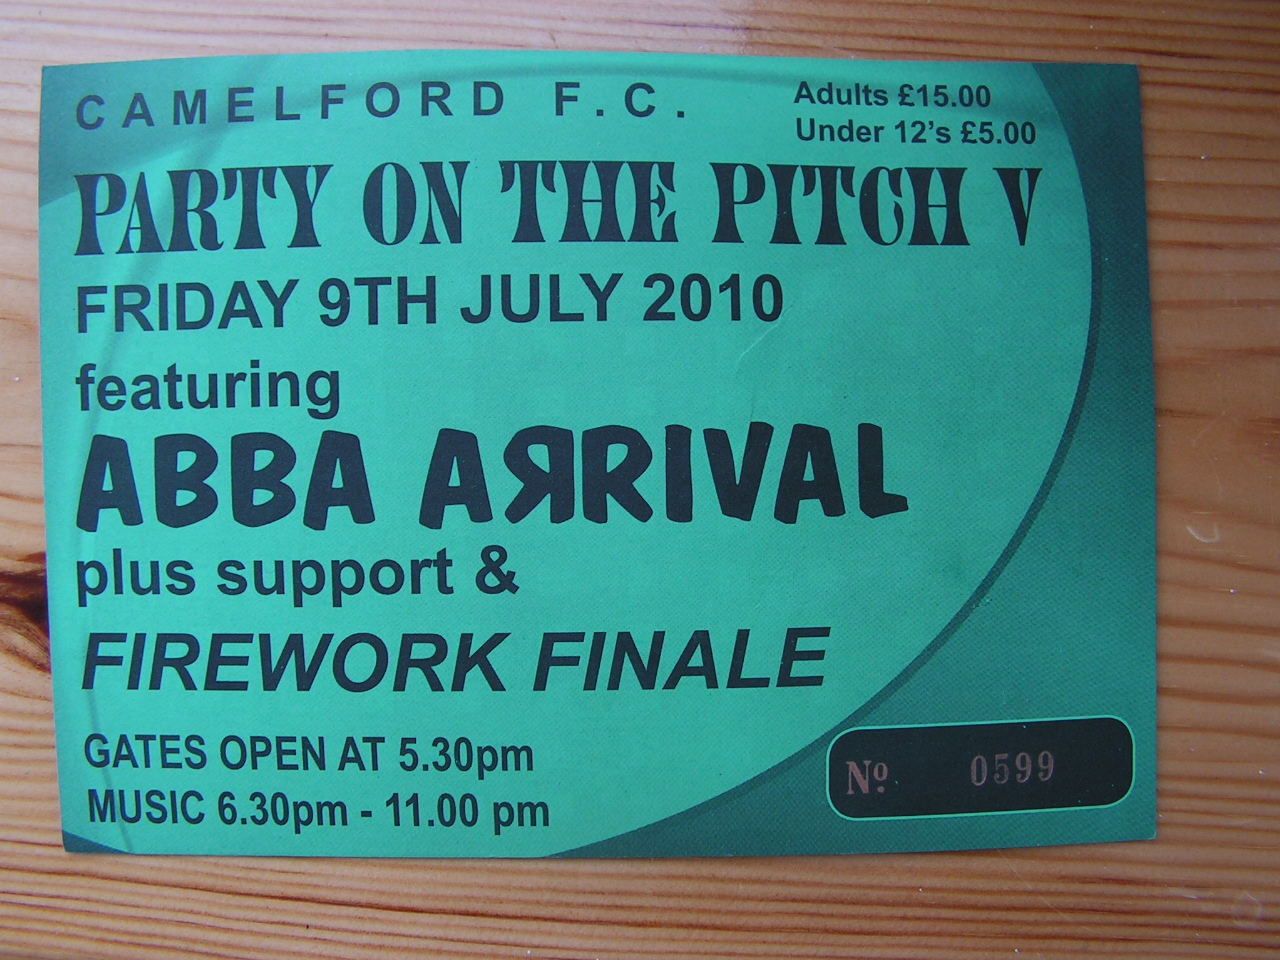 CAMELFORD F.C.
Adults £15.00
Under 12's £5.00
PARTY ON THE PITCH V
FRIDAY 9TH JULY 2010
featuring
ABBA ARRIVAL
plus support &
FIREWORK FINALE
GATES OPEN AT 5.30pm
MUSIC 6.30pm - 11.00 pm
Nº 0599